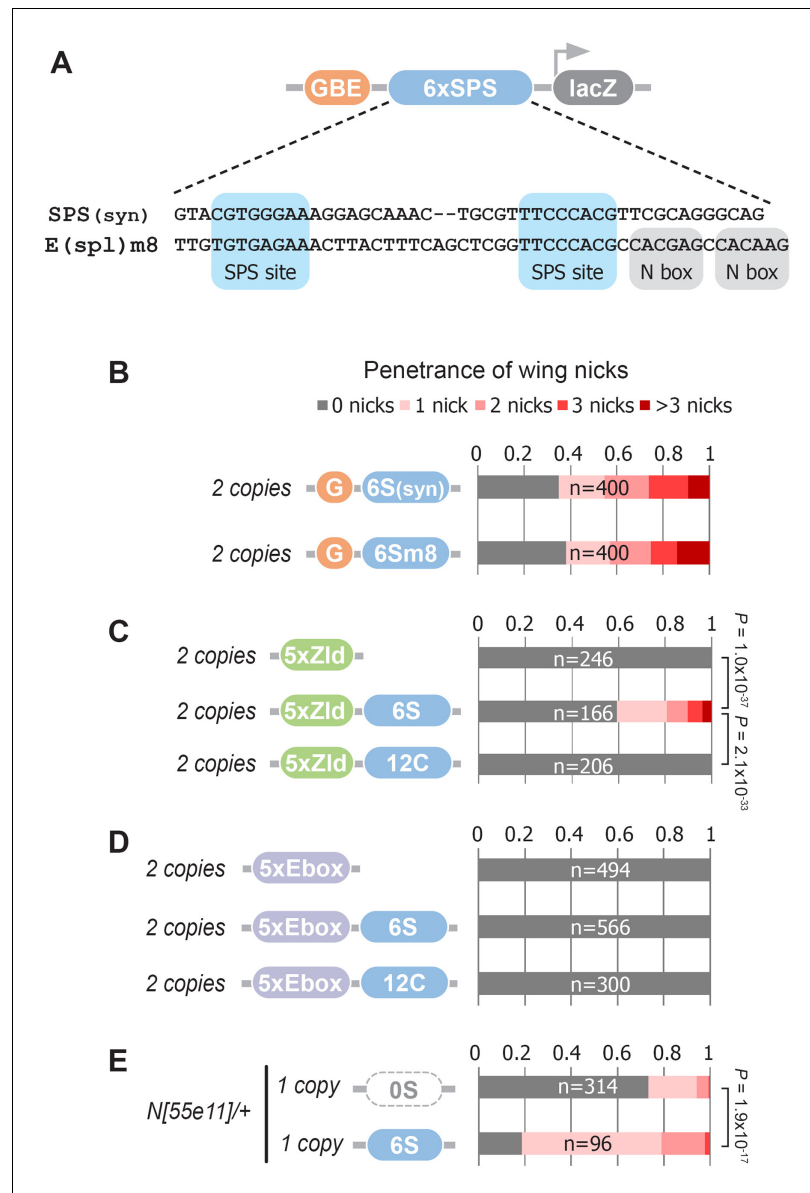 A
GBE 6xSPS lacZ
SPS(syn) GTACGTGGGAAAGGAGCAAAC--TGCGTTTCCCACGTTCGCAGGGCAG
E(spl)m8 TTGTGTGAGAAACTTACTTTCAGCTCGGTTCCCACGCCACGAGCCACAAG
SPS site SPS site N box N box
B Penetrance of wing nicks
0 nicks 1 nick 2 nicks 3 nicks >3 nicks
0 0.2 0.4 0.6 0.8 1
2 copies G 6S(syn) n=400
2 copies G 6Sm8 n=400
C 0 0.2 0.4 0.6 0.8 1
2 copies 5xZld n=246
P = 1.0x10-37
2 copies 5xZld 6S n=166
P = 2.1x10-33
2 copies 5xZld 12C n=206
D 0 0.2 0.4 0.6 0.8 1
2 copies 5xEbox n=494
2 copies 5xEbox 6S n=566
2 copies 5xEbox 12C n=300
E 0 0.2 0.4 0.6 0.8 1
N[55e11]/+
1 copy 0S n=314
1 copy 6S n=96
P = 1.9x10-17